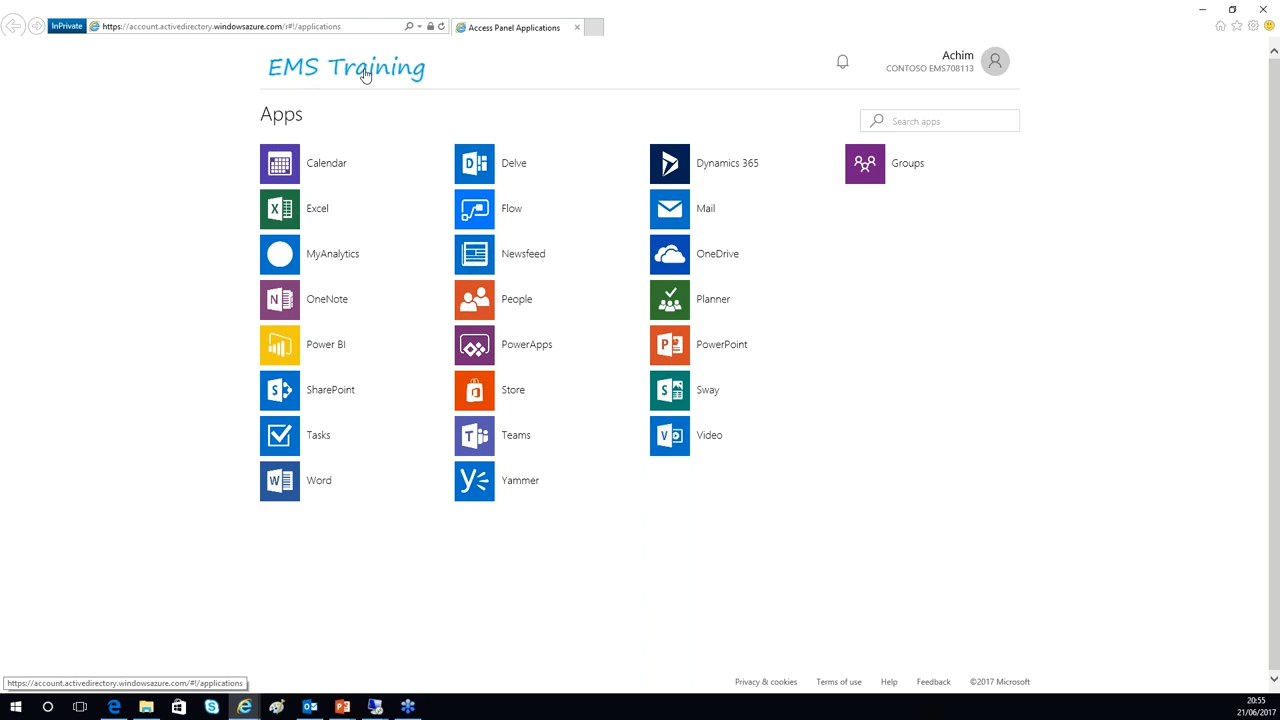 InPrivate
https://account.activedirectory.windowsazure.com/r#!/applications
Access Panel Applications
EMS Training
Achim
CONTOSO EMS708113
Apps
Search apps
Calendar
Delve
Dynamics 365
Groups
Excel
Flow
Mail
MyAnalytics
Newsfeed
OneDrive
OneNote
People
Planner
Power BI
PowerApps
PowerPoint
SharePoint
Store
Sway
Tasks
Teams
Video
Word
Yammer
https://account.activedirectory.windowsazure.com/#!/applications
Privacy & cookies
Terms of use
Help
Feedback
©2017 Microsoft
20:55
21/06/2017